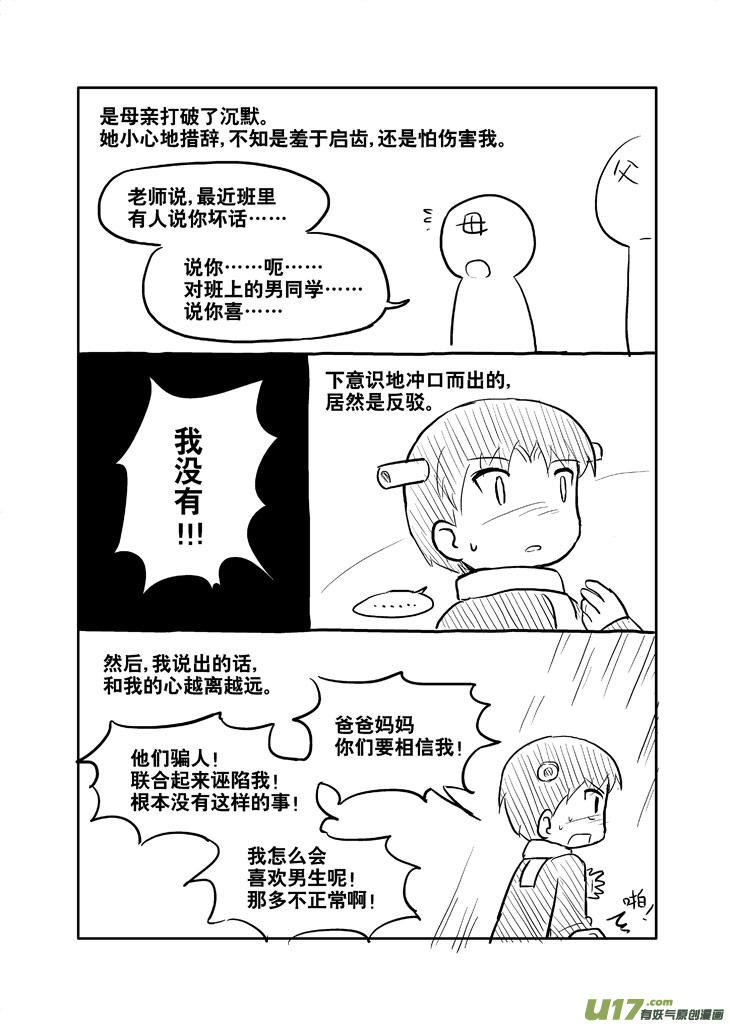 是母亲打破了沉默。
她小心地措辞,不知是羞于启齿,还是怕伤害我。
老师说,最近班里
有人说你坏话……
说你……呃……
对班上的男同学……
说你喜……
母
父
我没有!!!
下意识地冲口而出的,
居然是反驳。
……
然后,我说出的话,
和我的心越离越远。
爸爸妈妈
你们要相信我!
他们骗人!
联合起来诬陷我!
根本没有这样的事!
我怎么会
喜欢男生呢!
那多不正常啊!
啪!
U17.com
有妖气原创漫画